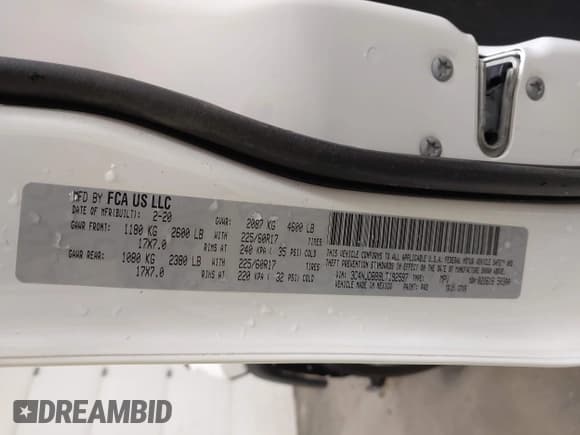 MFD BY FCA US LLC
DATE OF MFR(BUILT): 2-20 GVWR: 2087 KG 4600 LB
GAWR FRONT: 1180 KG 2600 LB WITH 225/60R17 TIRES
17X7.0 RIMS AT 240 KPA ( 35 PSI) COLD
GAWR REAR: 1080 KG 2380 LB WITH 225/60R17 TIRES
17X7.0 RIMS AT 220 KPA ( 32 PSI) COLD
THIS VEHICLE CONFORMS TO ALL APPLICABLE U.S.A. FEDERAL MOTOR VEHICLE SAFETY AND
THEFT PREVENTION STANDARDS IN EFFECT ON THE DATE OF MANUFACTURE SHOWN ABOVE.
VIN: TYPE: MPV
VEHICLE MADE IN MEXICO PAINT:
DREAMBID